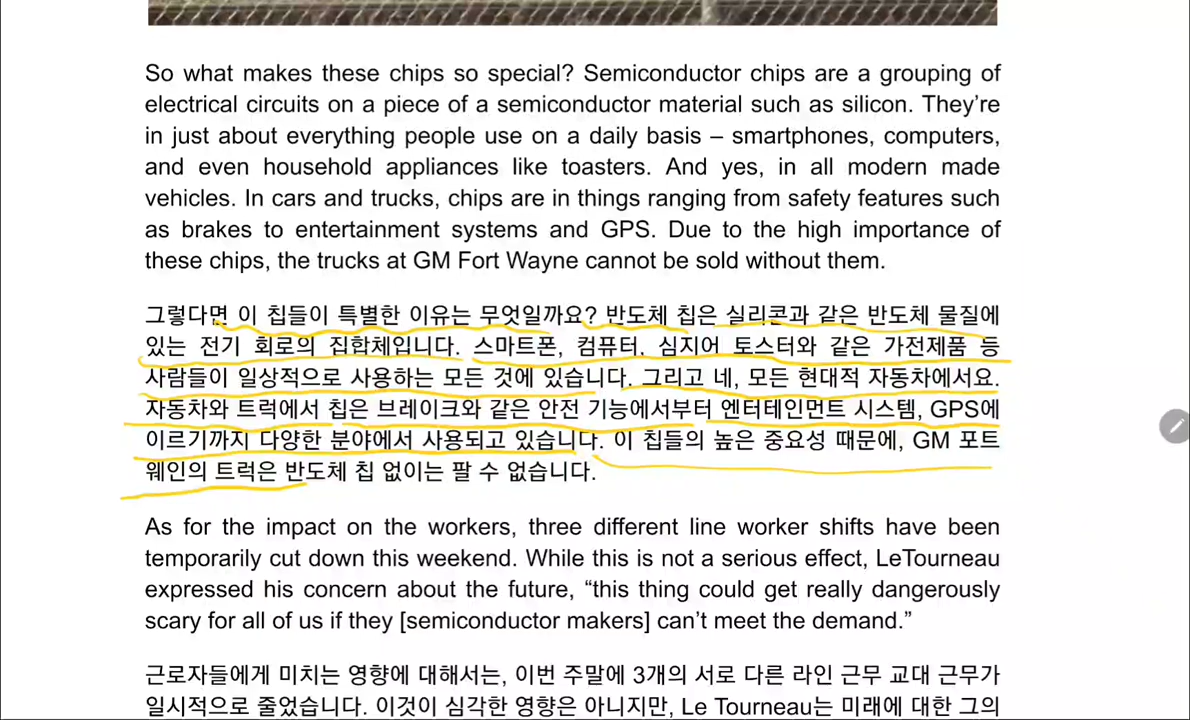 So what makes these chips so special? Semiconductor chips are a grouping of
electrical circuits on a piece of a semiconductor material such as silicon. They’re
in just about everything people use on a daily basis – smartphones, computers,
and even household appliances like toasters. And yes, in all modern made
vehicles. In cars and trucks, chips are in things ranging from safety features such
as brakes to entertainment systems and GPS. Due to the high importance of
these chips, the trucks at GM Fort Wayne cannot be sold without them.
그렇다면 이 칩들이 특별한 이유는 무엇일까요? 반도체 칩은 실리콘과 같은 반도체 물질에
있는 전기 회로의 집합체입니다. 스마트폰, 컴퓨터, 심지어 토스터와 같은 가전제품 등
사람들이 일상적으로 사용하는 모든 것에 있습니다. 그리고 네, 모든 현대적 자동차에서요.
자동차와 트럭에서 칩은 브레이크와 같은 안전 기능에서부터 엔터테인먼트 시스템, GPS에
이르기까지 다양한 분야에서 사용되고 있습니다. 이 칩들의 높은 중요성 때문에, GM 포트
웨인의 트럭은 반도체 칩 없이는 팔 수 없습니다.
As for the impact on the workers, three different line worker shifts have been
temporarily cut down this weekend. While this is not a serious effect, LeTourneau
expressed his concern about the future, “this thing could get really dangerously
scary for all of us if they [semiconductor makers] can’t meet the demand.”
근로자들에게 미치는 영향에 대해서는, 이번 주말에 3개의 서로 다른 라인 근무 교대 근무가
일시적으로 줄었습니다. 이것이 심각한 영향은 아니지만, Le Tourneau는 미래에 대한 그의